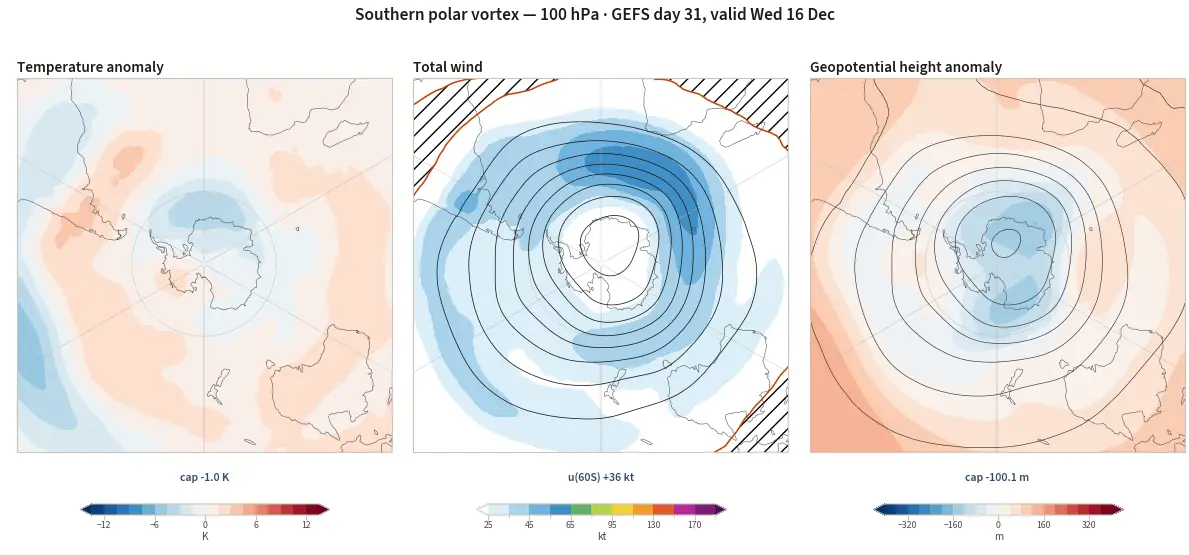 Southern polar vortex — 100 hPa · GEFS day 31, valid Wed 16 Dec
Temperature anomaly
Total wind
Geopotential height anomaly
cap -1.0 K
u(60S) +36 kt
cap -100.1 m
−12 −6 0 6 12
K
25 45 65 95 130 170
kt
−320 −160 0 160 320
m